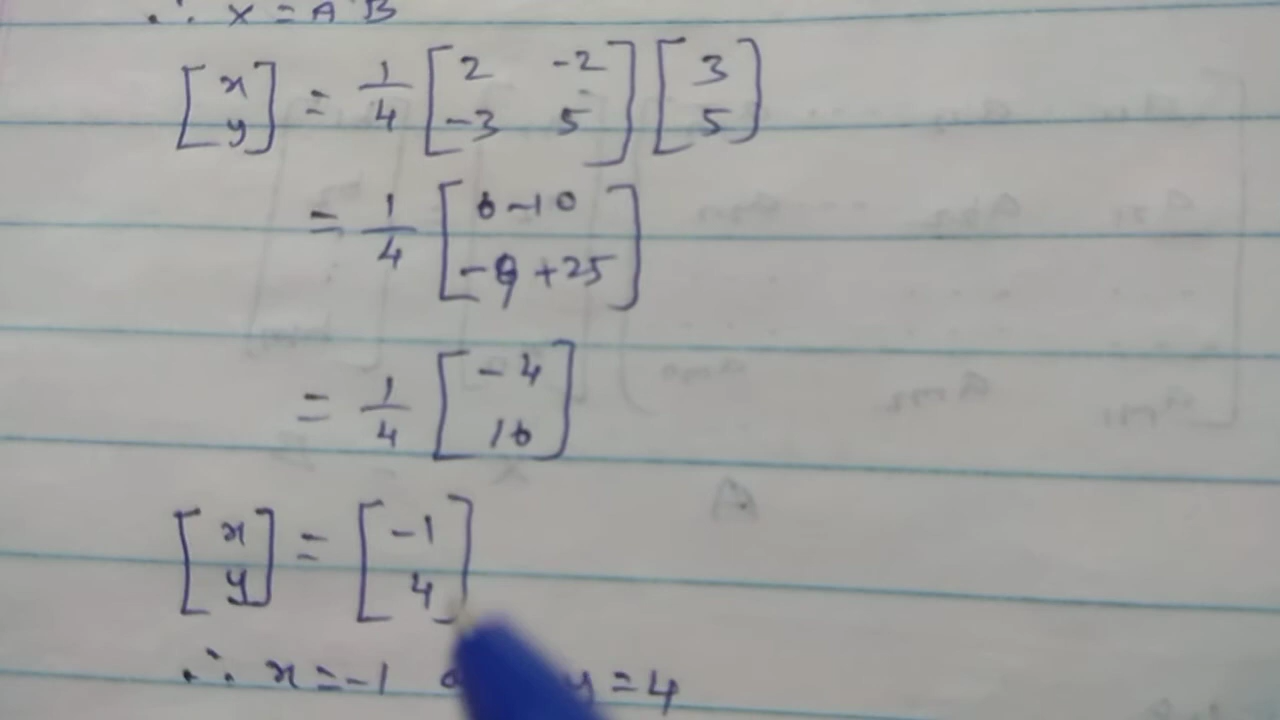 ∴ X = A B
[x y] = 1/4 [2 -2 -3 5] [3 5]
= 1/4 [6-10 -9+25]
= 1/4 [-4 16]
[x y] = [-1 4]
∴ x = -1 y = 4